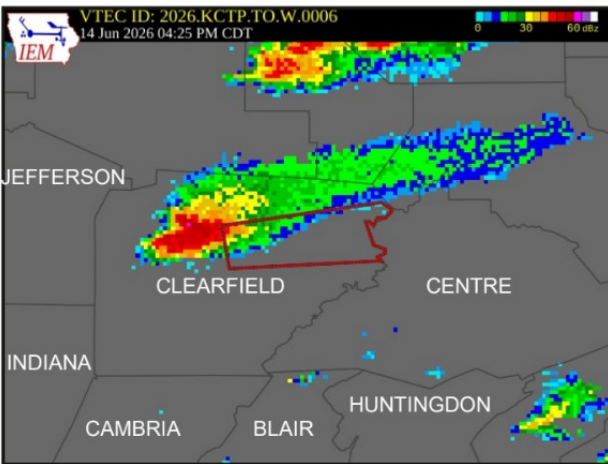 IEM
VTEC ID: 2026.KCTP.TO.W.0006
14 Jun 2026 04:25 PM CDT
0 30 60 dBz
JEFFERSON
CLEARFIELD
CENTRE
INDIANA
HUNTINGDON
CAMBRIA
BLAIR